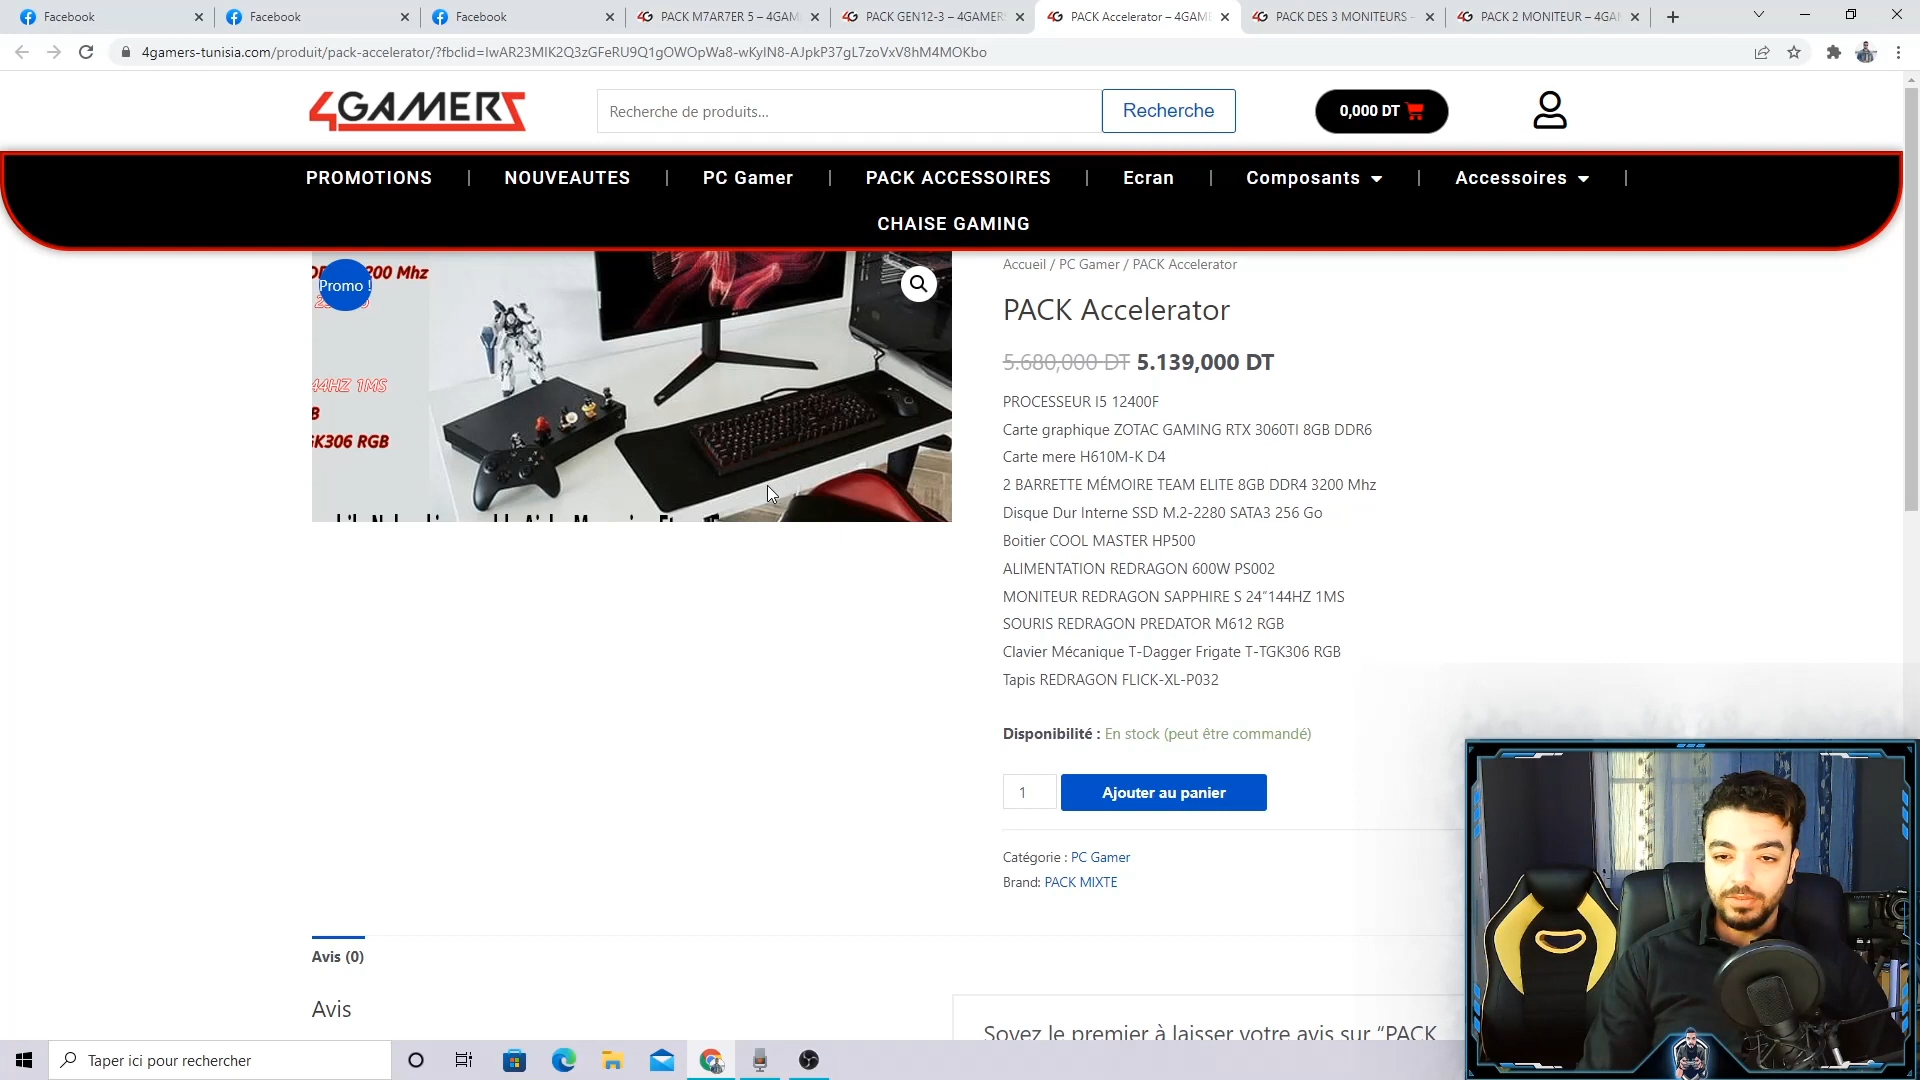 Facebook
Facebook
Facebook
PACK M7AR7ER 5 – 4GAM
PACK GEN12-3 – 4GAMERS
PACK Accelerator – 4GAME
PACK DES 3 MONITEURS –
PACK 2 MONITEUR – 4GA
4gamers-tunisia.com/produit/pack-accelerator/?fbclid=IwAR23MIK2Q3zGFeRU9Q1gOWOpWa8-wKylN8-AJpkP37gL7zoVxV8hM4MOKbo
4GAMERS
Recherche de produits...
Recherche
0,000 DT
PROMOTIONS | NOUVEAUTES | PC Gamer | PACK ACCESSOIRES | Ecran | Composants | Accessoires |
CHAISE GAMING
200 Mhz
Promo !
44HZ 1MS
B
GK306 RGB
Accueil / PC Gamer / PACK Accelerator
PACK Accelerator
5.680,000 DT 5.139,000 DT
PROCESSEUR I5 12400F
Carte graphique ZOTAC GAMING RTX 3060TI 8GB DDR6
Carte mere H610M-K D4
2 BARRETTE MÉMOIRE TEAM ELITE 8GB DDR4 3200 Mhz
Disque Dur Interne SSD M.2-2280 SATA3 256 Go
Boitier COOL MASTER HP500
ALIMENTATION REDRAGON 600W PS002
MONITEUR REDRAGON SAPPHIRE S 24″144HZ 1MS
SOURIS REDRAGON PREDATOR M612 RGB
Clavier Mécanique T-Dagger Frigate T-TGK306 RGB
Tapis REDRAGON FLICK-XL-P032
Disponibilité : En stock (peut être commandé)
1
Ajouter au panier
Catégorie : PC Gamer
Brand: PACK MIXTE
Avis (0)
Avis
Soyez le premier à laisser votre avis sur “PACK
Taper ici pour rechercher